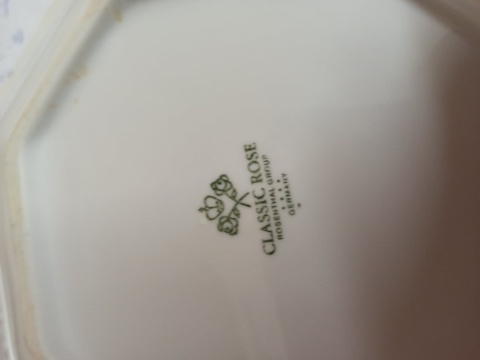 CLASSIC ROSE
ROSENTHAL GROUP
GERMANY